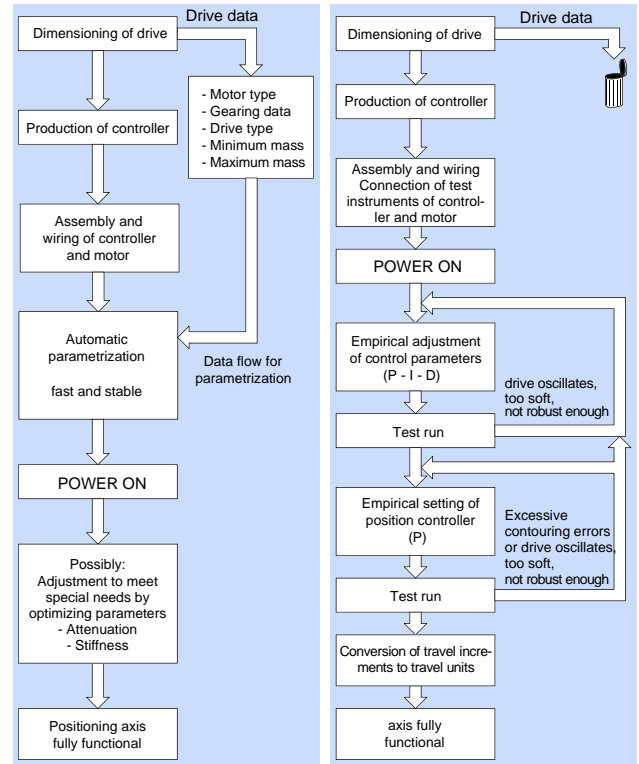 Drive data
Dimensioning of drive
- Motor type
- Gearing data
- Drive type
- Minimum mass
- Maximum mass
Production of controller
Assembly and
wiring of controller
and motor
Automatic
parametrization
fast and stable
Data flow for
parametrization
POWER ON
Possibly:
Adjustment to meet
special needs by
optimizing parameters
- Attenuation
- Stiffness
Positioning axis
fully functional
Drive data
Dimensioning of drive
Production of controller
Assembly and wiring
Connection of test
instruments of control-
ler and motor
POWER ON
Empirical adjustment
of control parameters
(P - I - D)
drive oscillates,
too soft,
not robust enough
Test run
Empirical setting of
position controller
(P)
Excessive
contouring errors
or drive oscillates,
too soft,
not robust enough
Test run
Conversion of travel incre-
ments to travel units
axis fully
functional